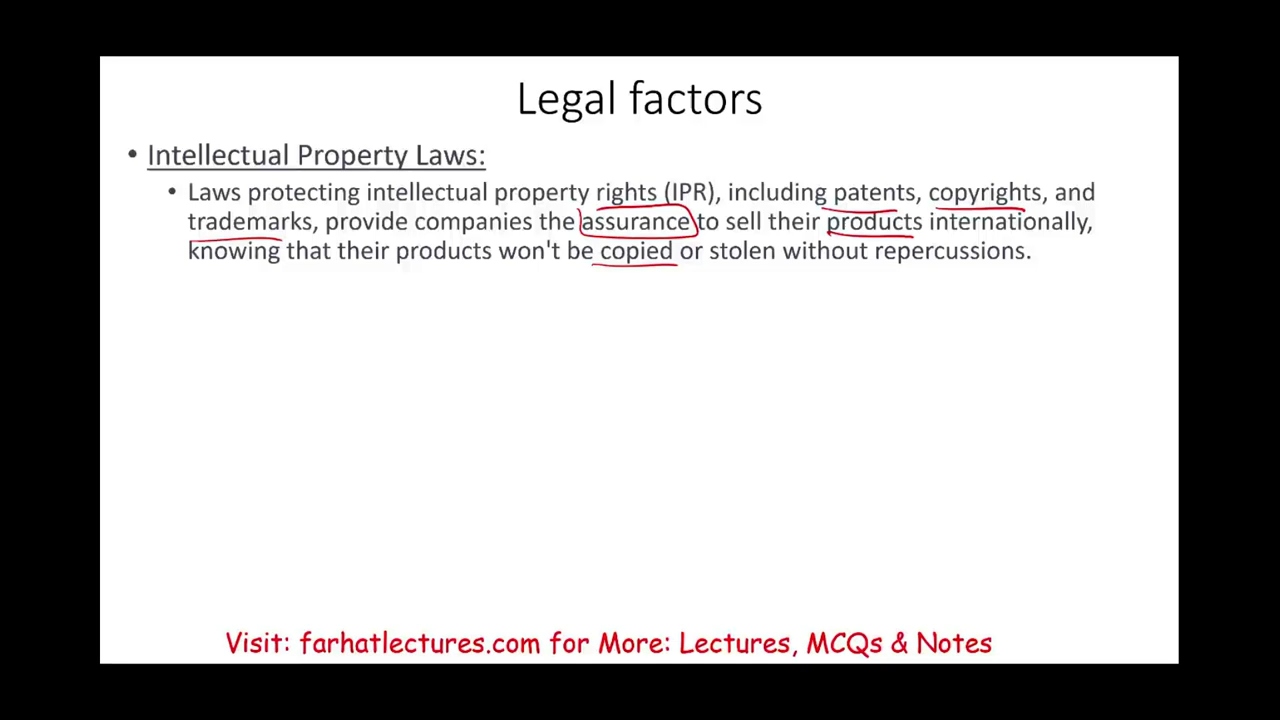 Legal factors
• Intellectual Property Laws:
• Laws protecting intellectual property rights (IPR), including patents, copyrights, and
trademarks, provide companies the assurance to sell their products internationally,
knowing that their products won't be copied or stolen without repercussions.
Visit: farhatlectures.com for More: Lectures, MCQs & Notes